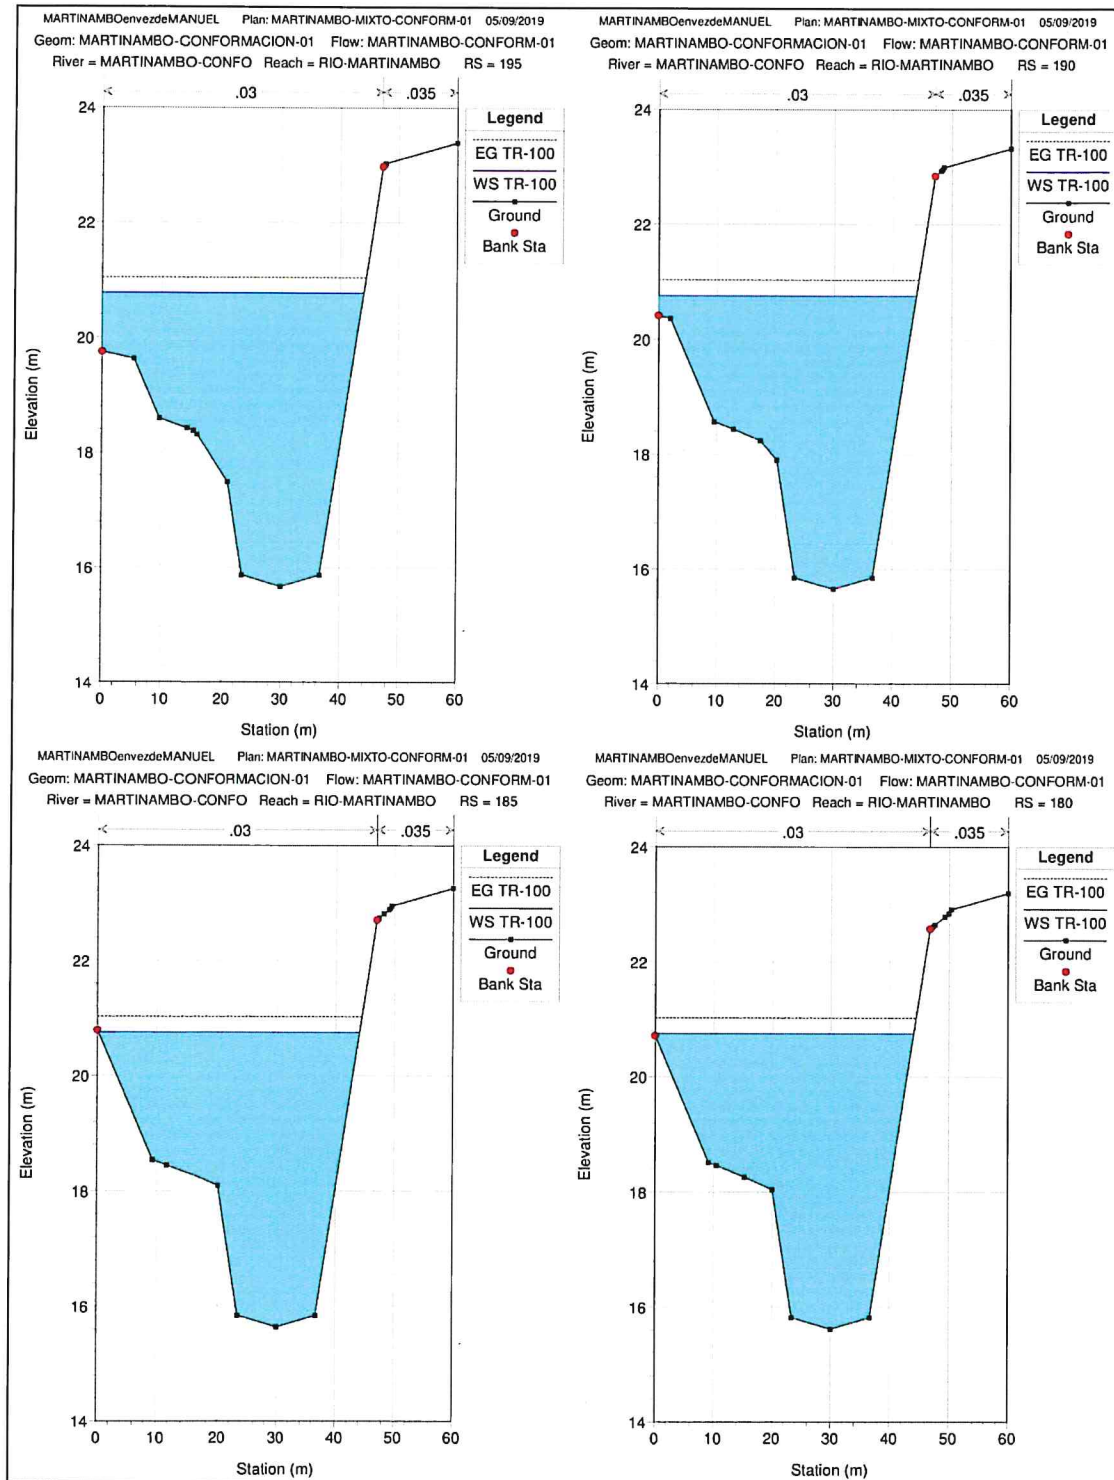 MARTINAMBOenvezdeMANUEL Plan: MARTINAMBO-MIXTO-CONFORM-01 05/09/2019
Geom: MARTINAMBO-CONFORMACION-01 Flow: MARTINAMBO-CONFORM-01
River = MARTINAMBO-CONFO Reach = RIO-MARTINAMBO RS = 195
.03 .035
24
22
20
18
16
14
Elevation (m)
0 10 20 30 40 50 60
Station (m)
Legend
EG TR-100
WS TR-100
Ground
Bank Sta
MARTINAMBOenvezdeMANUEL Plan: MARTINAMBO-MIXTO-CONFORM-01 05/09/2019
Geom: MARTINAMBO-CONFORMACION-01 Flow: MARTINAMBO-CONFORM-01
River = MARTINAMBO-CONFO Reach = RIO-MARTINAMBO RS = 190
.03 .035
24
22
20
18
16
14
Elevation (m)
0 10 20 30 40 50 60
Station (m)
Legend
EG TR-100
WS TR-100
Ground
Bank Sta
MARTINAMBOenvezdeMANUEL Plan: MARTINAMBO-MIXTO-CONFORM-01 05/09/2019
Geom: MARTINAMBO-CONFORMACION-01 Flow: MARTINAMBO-CONFORM-01
River = MARTINAMBO-CONFO Reach = RIO-MARTINAMBO RS = 185
.03 .035
24
22
20
18
16
14
Elevation (m)
0 10 20 30 40 50 60
Station (m)
Legend
EG TR-100
WS TR-100
Ground
Bank Sta
MARTINAMBOenvezdeMANUEL Plan: MARTINAMBO-MIXTO-CONFORM-01 05/09/2019
Geom: MARTINAMBO-CONFORMACION-01 Flow: MARTINAMBO-CONFORM-01
River = MARTINAMBO-CONFO Reach = RIO-MARTINAMBO RS = 180
.03 .035
24
22
20
18
16
14
Elevation (m)
0 10 20 30 40 50 60
Station (m)
Legend
EG TR-100
WS TR-100
Ground
Bank Sta